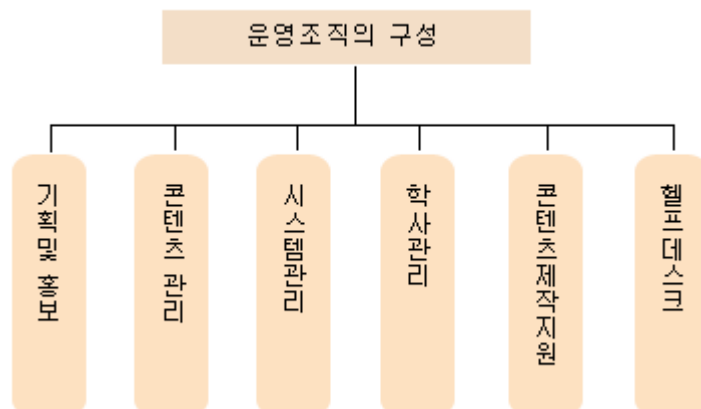 운영조직의 구성
기획및 홍보
콘텐츠 관리
시스템관리
학사관리
콘텐츠제작지원
헬프데스크